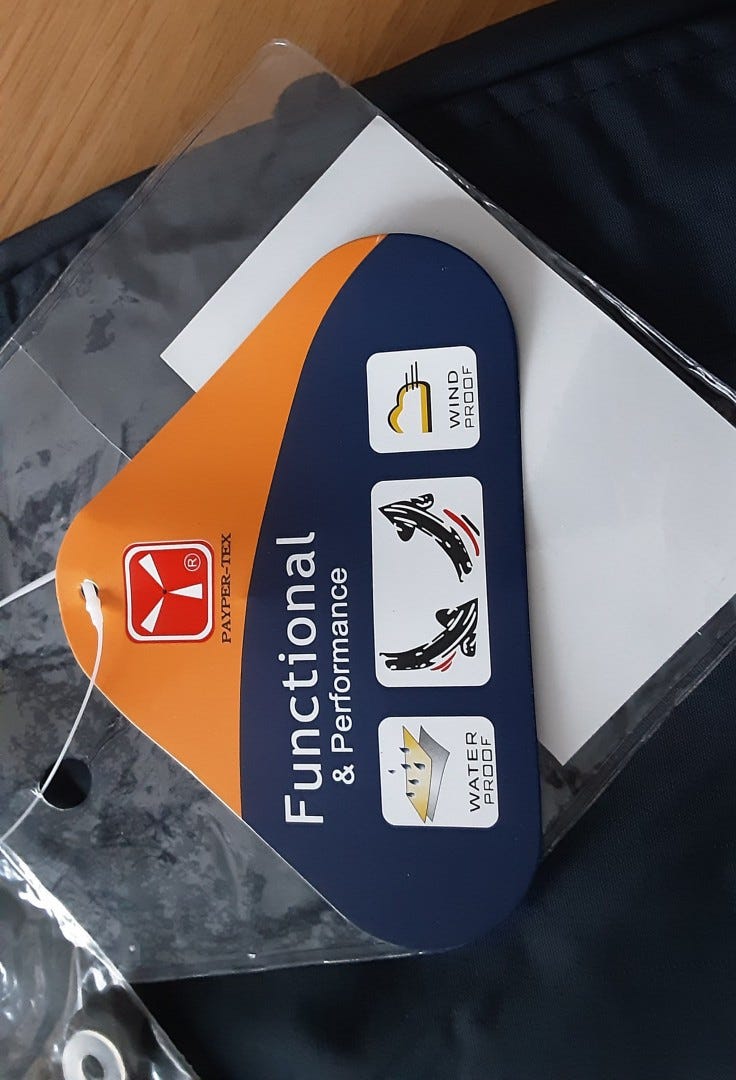 ®
PAYPER-TEX
Functional
& Performance
WATER
PROOF
WIND
PROOF